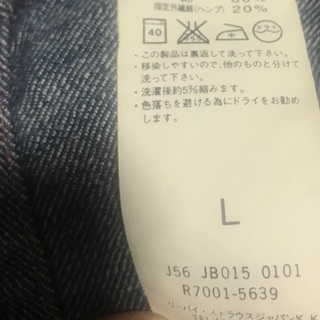 指定外繊維(ヘンプ) 20%
40 中 ドライ
・この製品は裏返して洗って下さい。
・移染しやすいので、他のものと分けて洗って下さい。
・洗濯後約5%縮みます。
・色落ちを避ける為にドライをお勧めします。
L
J56 JB015 0101
R7001-5639
リーバイ・ストラウス ジャパン K.K.